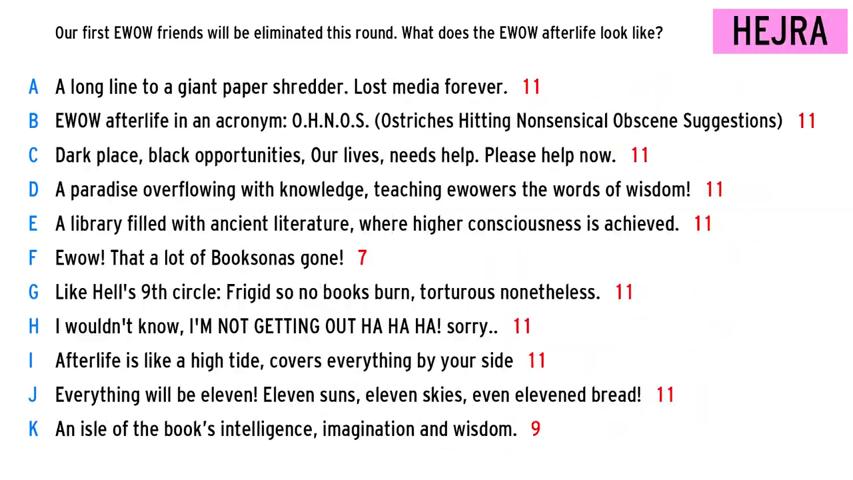 Our first EWOW friends will be eliminated this round. What does the EWOW afterlife look like?
HEJRA
A A long line to a giant paper shredder. Lost media forever. 11
B EWOW afterlife in an acronym: O.H.N.O.S. (Ostriches Hitting Nonsensical Obscene Suggestions) 11
C Dark place, black opportunities, Our lives, needs help. Please help now. 11
D A paradise overflowing with knowledge, teaching ewowers the words of wisdom! 11
E A library filled with ancient literature, where higher consciousness is achieved. 11
F Ewow! That a lot of Booksonas gone! 7
G Like Hell's 9th circle: Frigid so no books burn, torturous nonetheless. 11
H I wouldn't know, I'M NOT GETTING OUT HA HA HA! sorry.. 11
I Afterlife is like a high tide, covers everything by your side 11
J Everything will be eleven! Eleven suns, eleven skies, even elevened bread! 11
K An isle of the book’s intelligence, imagination and wisdom. 9